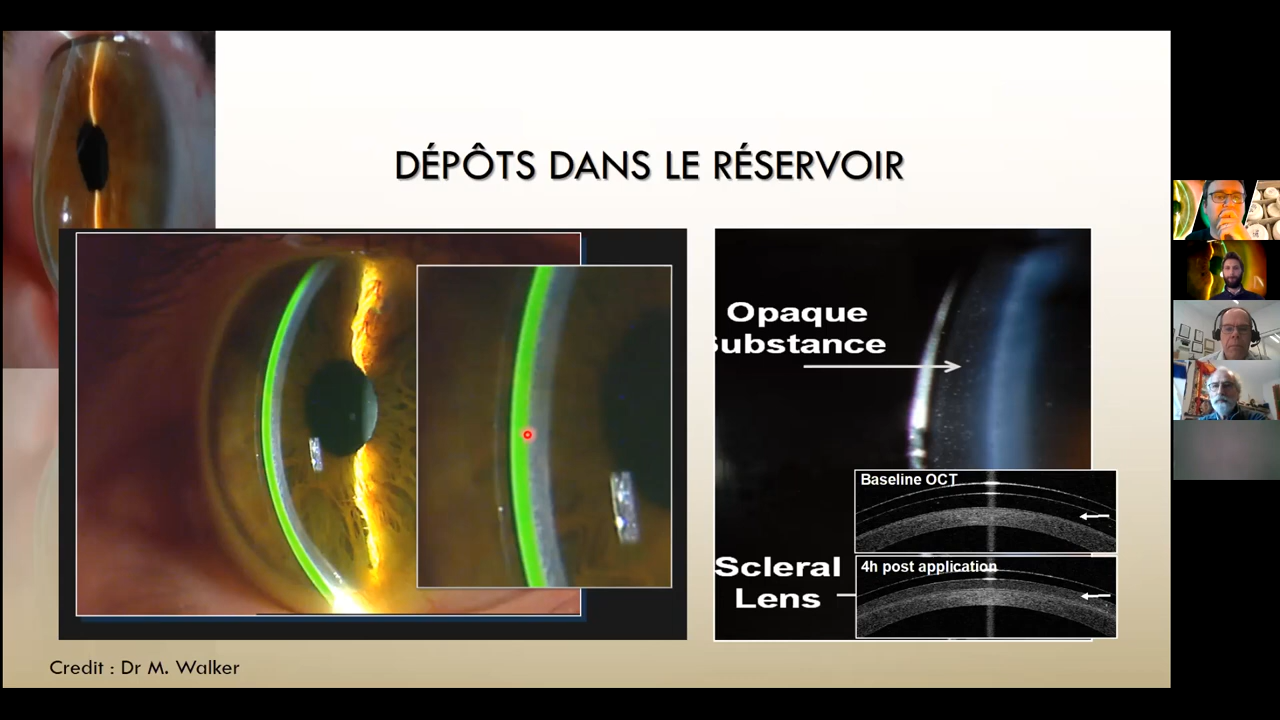 DÉPÔTS DANS LE RÉSERVOIR
Opaque
Substance
Baseline OCT
4h post application
Scleral
Lens
Credit : Dr M. Walker